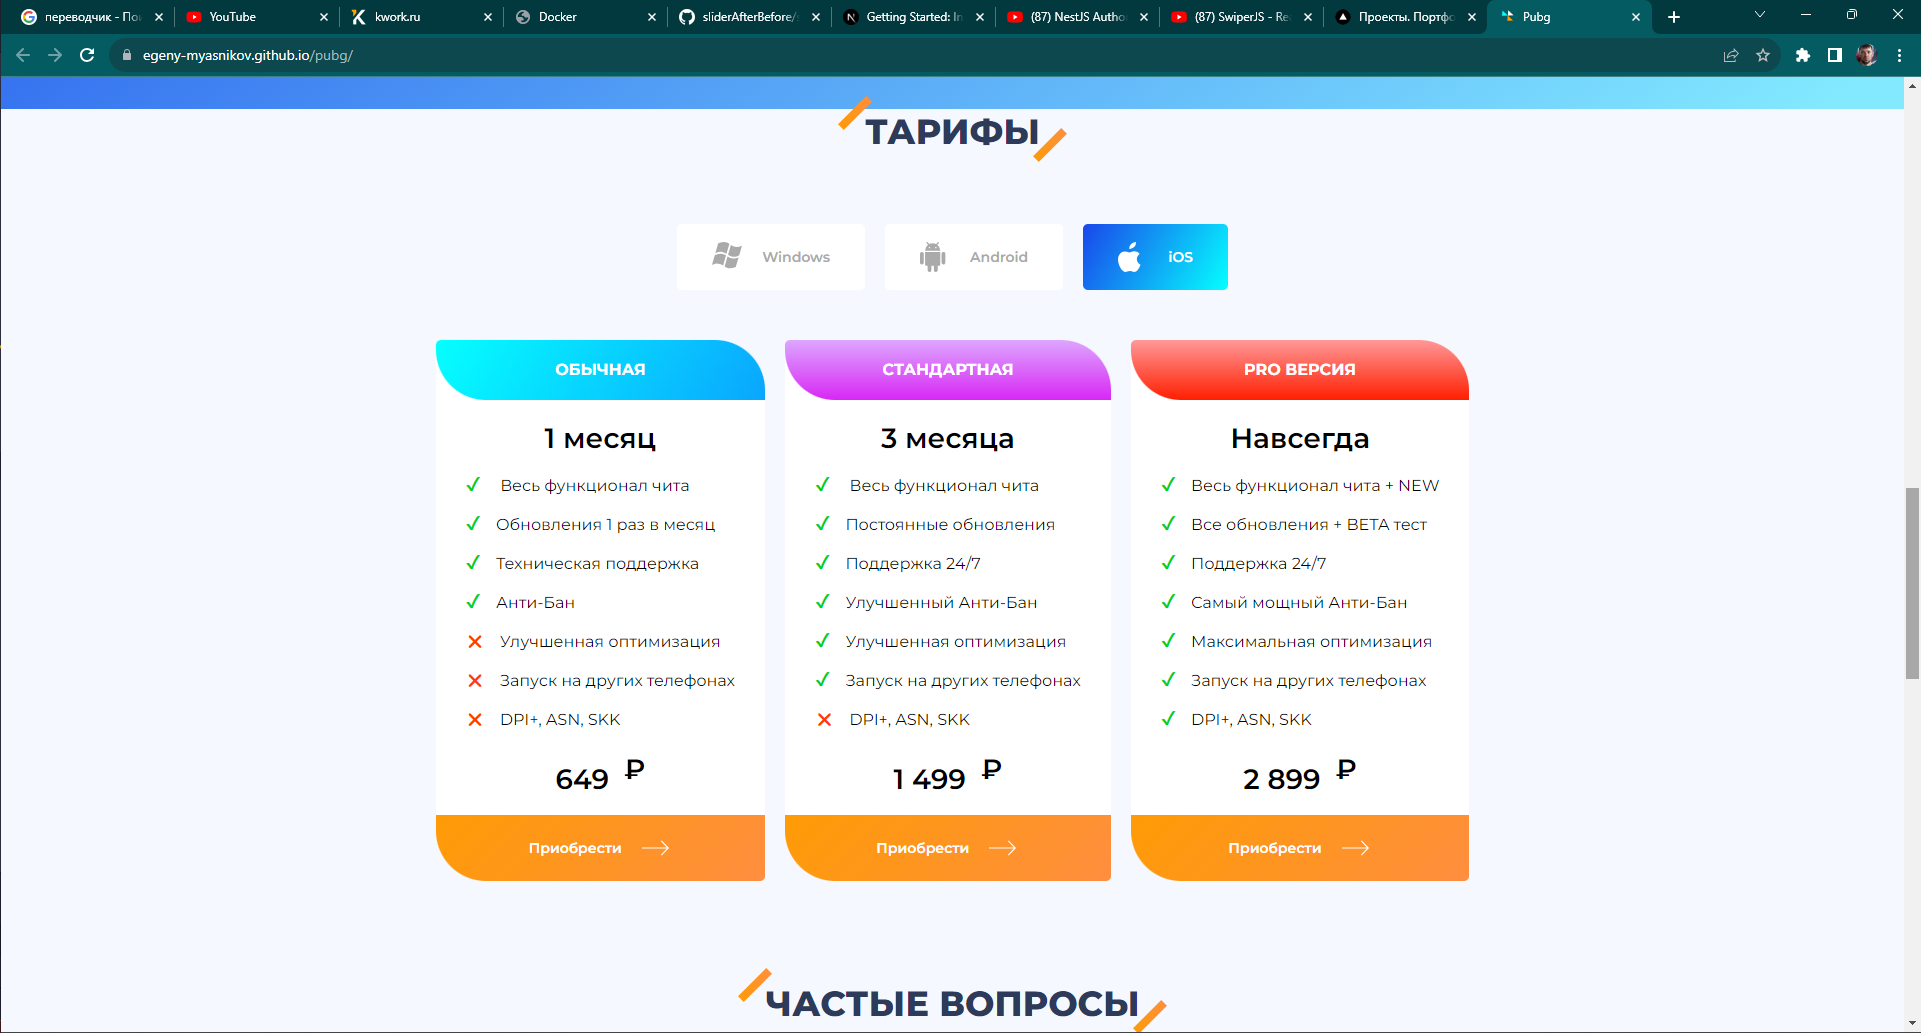 переводчик - По
YouTube
kwork.ru
Docker
sliderAfterBefore/
Getting Started: In
(87) NestJS Autho
(87) SwiperJS - Re
Проекты. Портфо
Pubg
egeny-myasnikov.github.io/pubg/
ТАРИФЫ
Windows
Android
iOS
ОБЫЧНАЯ
1 месяц
Весь функционал чита
Обновления 1 раз в месяц
Техническая поддержка
Анти-Бан
Улучшенная оптимизация
Запуск на других телефонах
DPI+, ASN, SKK
649 ₽
Приобрести
СТАНДАРТНАЯ
3 месяца
Весь функционал чита
Постоянные обновления
Поддержка 24/7
Улучшенный Анти-Бан
Улучшенная оптимизация
Запуск на других телефонах
DPI+, ASN, SKK
1 499 ₽
Приобрести
PRO ВЕРСИЯ
Навсегда
Весь функционал чита + NEW
Все обновления + BETA тест
Поддержка 24/7
Самый мощный Анти-Бан
Максимальная оптимизация
Запуск на других телефонах
DPI+, ASN, SKK
2 899 ₽
Приобрести
ЧАСТЫЕ ВОПРОСЫ